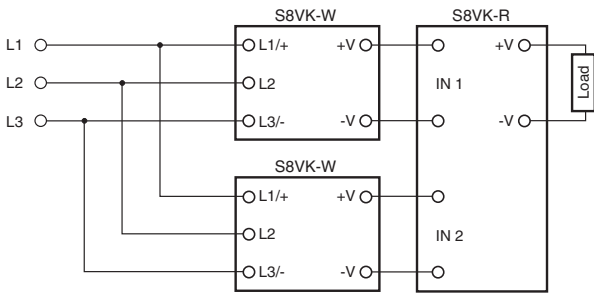 S8VK-W
S8VK-R
L1
L1/+
+V
+V
L2
L2
IN 1
Load
L3
L3/-
-V
-V
S8VK-W
L1/+
+V
L2
IN 2
L3/-
-V